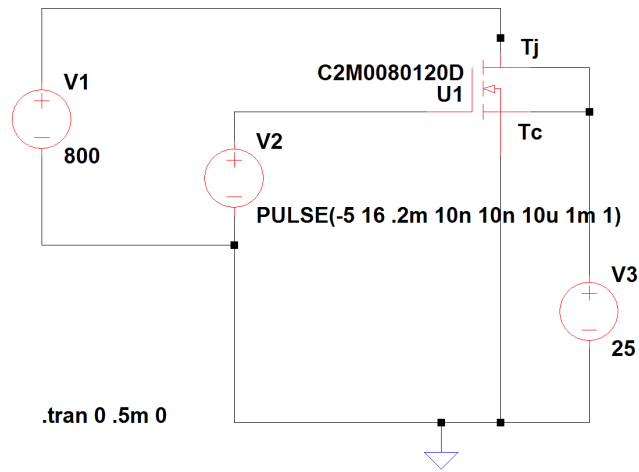 Tj
C2M0080120D
V1
U1
Tc
V2
800
PULSE(-5 16 .2m 10n 10n 10u 1m 1)
V3
25
.tran 0 .5m 0